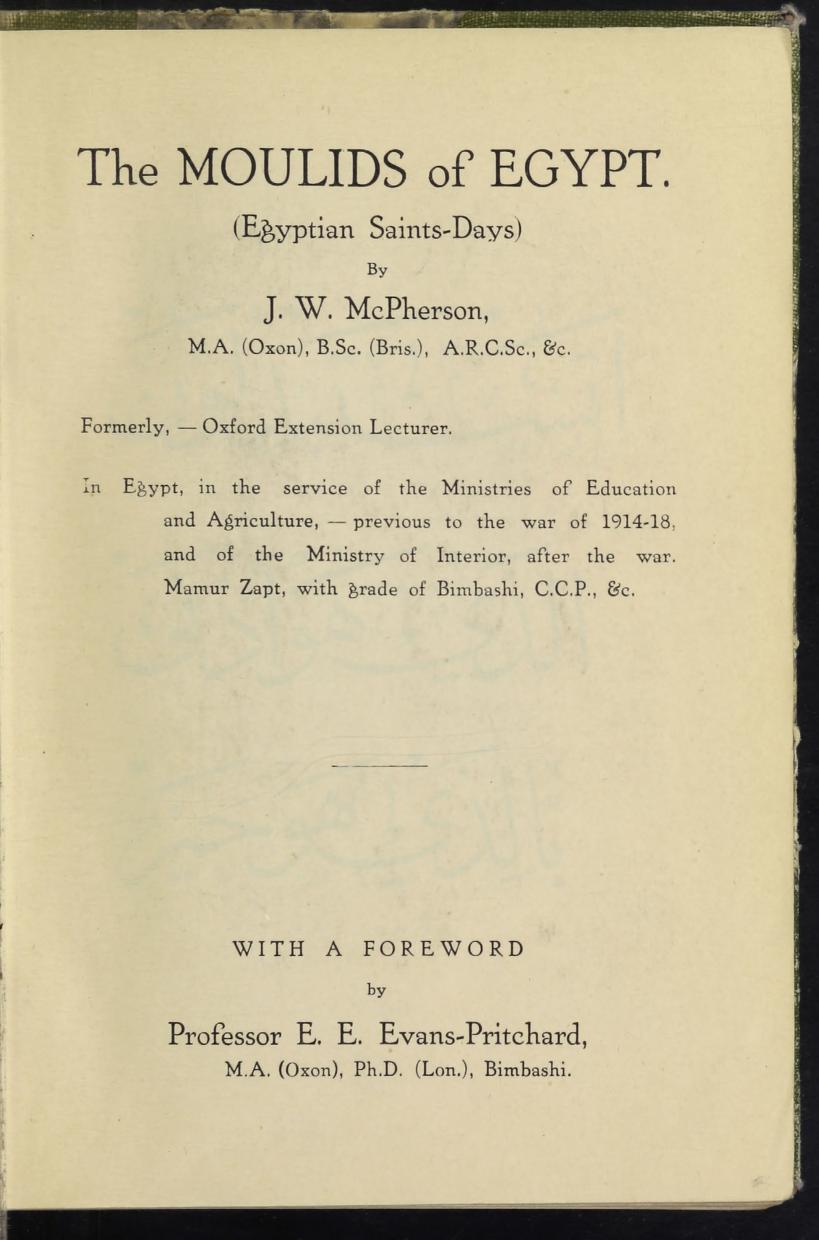 The MOULIDS of EGYPT.
(Egyptian Saints-Days)
By
J. W. McPherson,
M.A. (Oxon), B.Sc. (Bris.), A.R.C.Sc., &c.
Formerly, — Oxford Extension Lecturer.
In Egypt, in the service of the Ministries of Education
and Agriculture, — previous to the war of 1914-18,
and of the Ministry of Interior, after the war.
Mamur Zapt, with grade of Bimbashi, C.C.P., &c.
WITH A FOREWORD
by
Professor E. E. Evans-Pritchard,
M.A. (Oxon), Ph.D. (Lon.), Bimbashi.